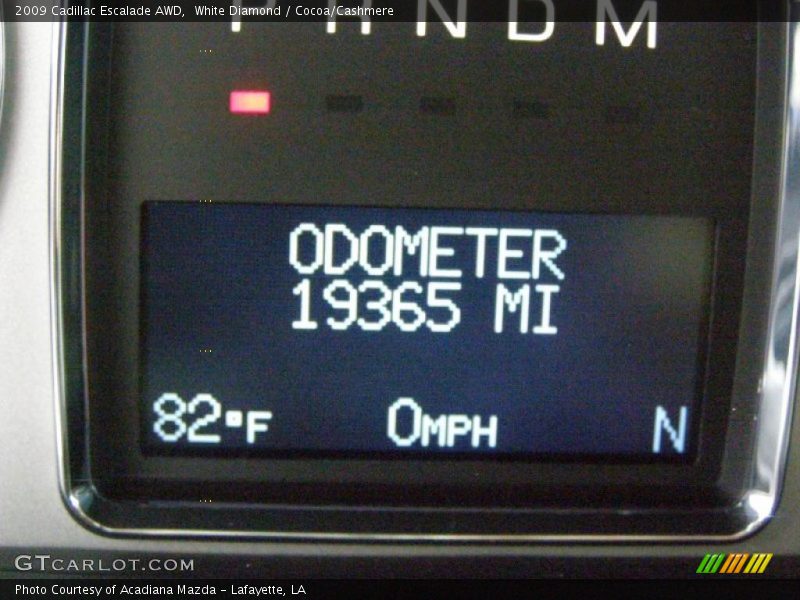 2009 Cadillac Escalade AWD, White Diamond / Cocoa/Cashmere
P R N D M
ODOMETER
19365 MI
82°F 0MPH N
GTCARLOT.COM
Photo Courtesy of Acadiana Mazda - Lafayette, LA